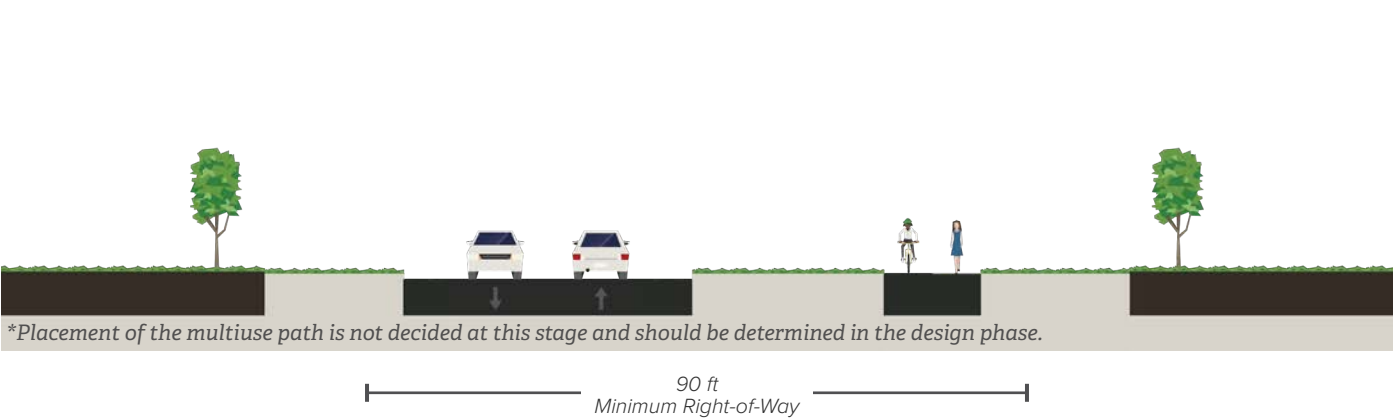 *Placement of the multiuse path is not decided at this stage and should be determined in the design phase.
90 ft
Minimum Right-of-Way